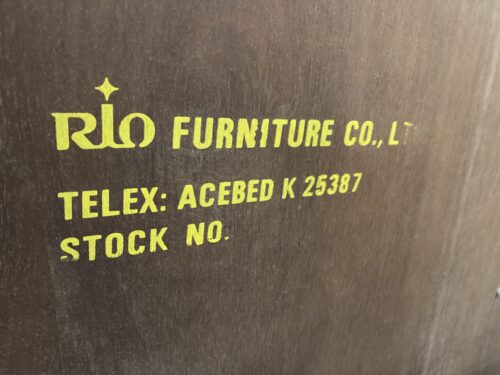 RIO FURNITURE CO., LT
TELEX: ACEBED K 25387
STOCK NO.